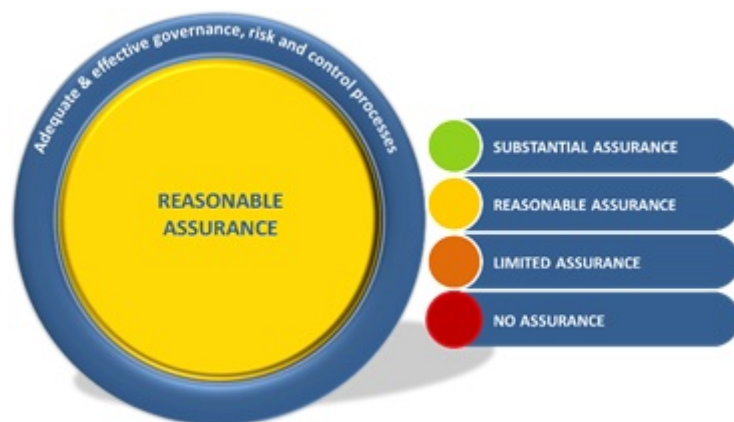 Adequate & effective governance, risk and control processes
REASONABLE
ASSURANCE
SUBSTANTIAL ASSURANCE
REASONABLE ASSURANCE
LIMITED ASSURANCE
NO ASSURANCE